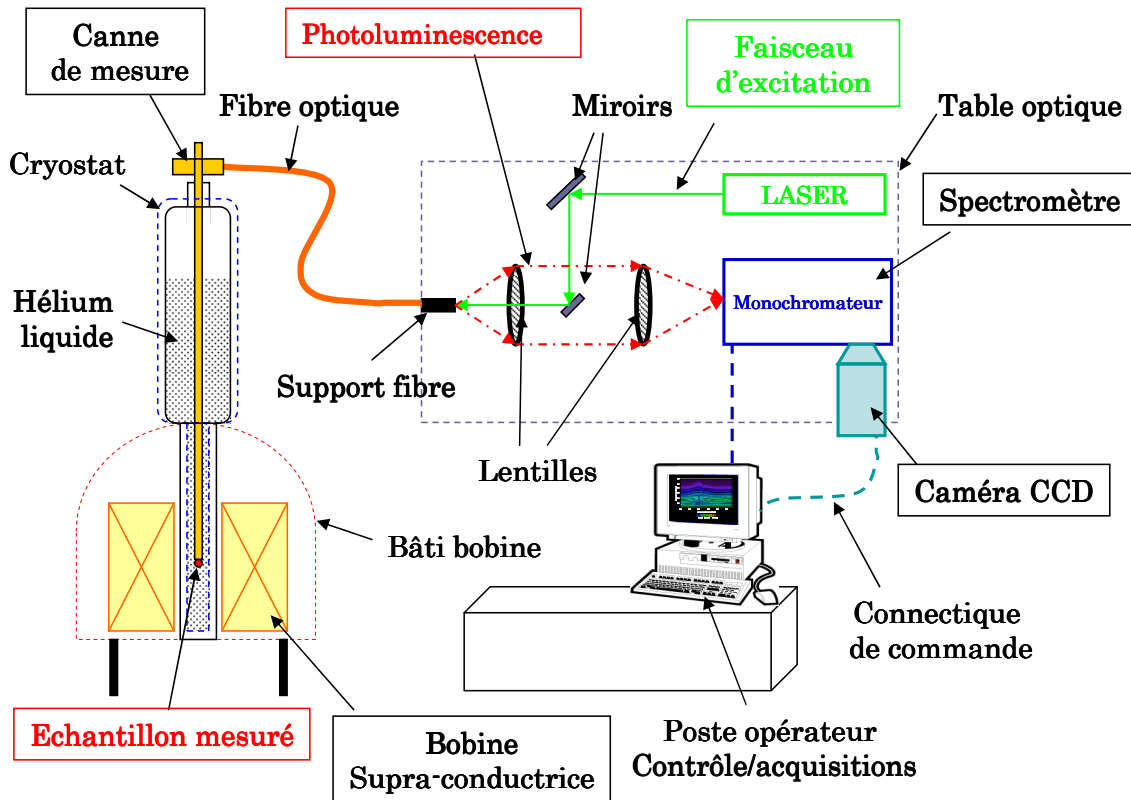 Canne
de mesure
Photoluminescence
Faisceau
d'excitation
Fibre optique
Miroirs
Table optique
Cryostat
LASER
Spectromètre
Hélium
liquide
Monochromateur
Support fibre
Lentilles
Caméra CCD
Bâti bobine
Connectique
de commande
Echantillon mesuré
Bobine
Supra-conductrice
Poste opérateur
Contrôle/acquisitions